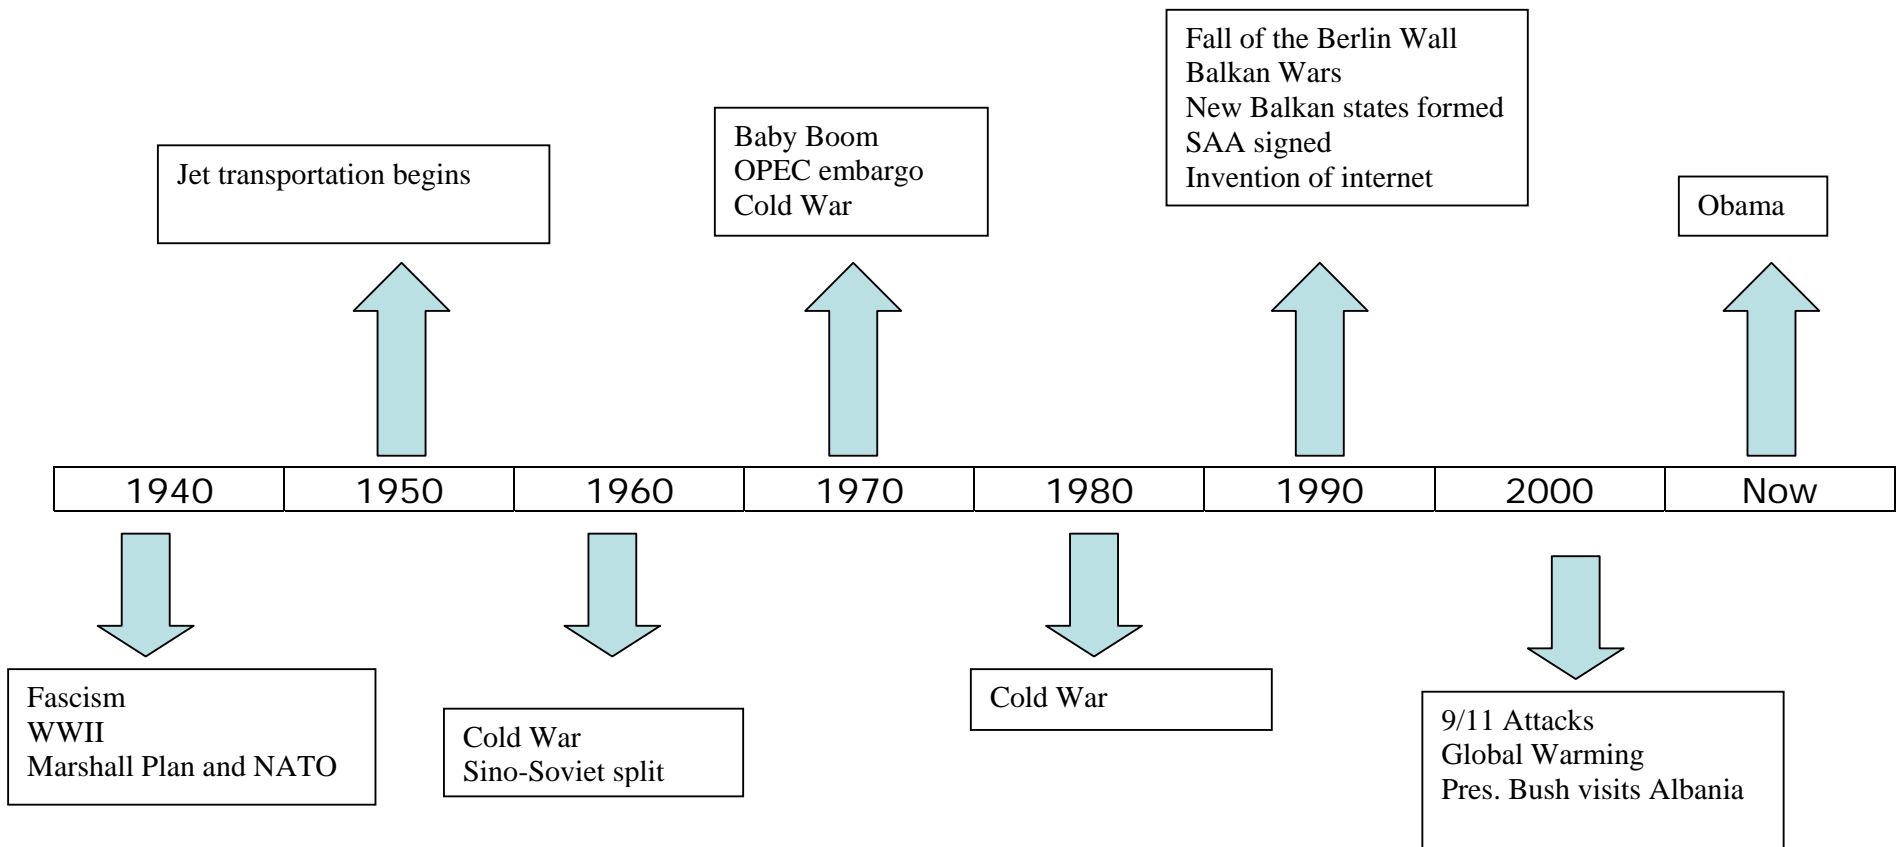 Fall of the Berlin Wall
Balkan Wars
New Balkan states formed
SAA signed
Invention of internet
Baby Boom
OPEC embargo
Cold War
Jet transportation begins
Obama
1940 1950 1960 1970 1980 1990 2000 Now
Fascism
WWII
Marshall Plan and NATO
Cold War
Sino-Soviet split
Cold War
9/11 Attacks
Global Warming
Pres. Bush visits Albania